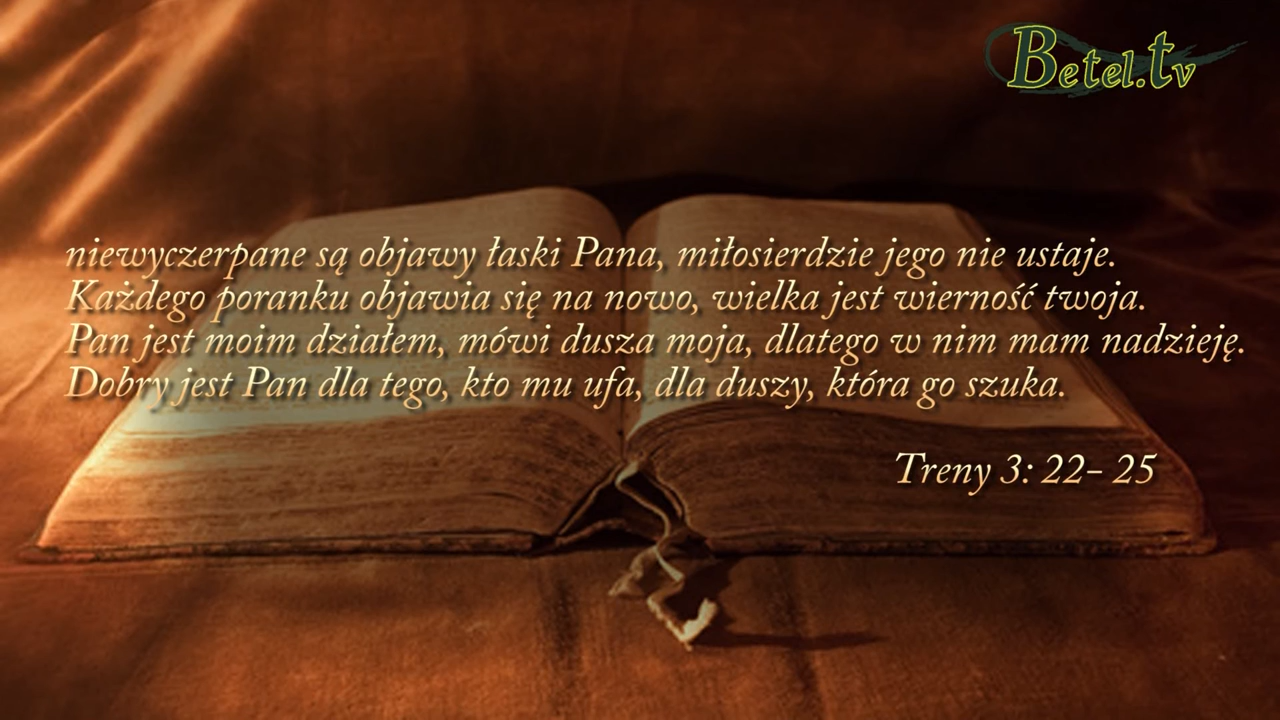 Betel.tv
niewyczerpane są objawy łaski Pana, miłosierdzie jego nie ustaje.
Każdego poranku objawia się na nowo, wielka jest wierność twoja.
Pan jest moim działem, mówi dusza moja, dlatego w nim mam nadzieję.
Dobry jest Pan dla tego, kto mu ufa, dla duszy, która go szuka.
Treny 3: 22- 25